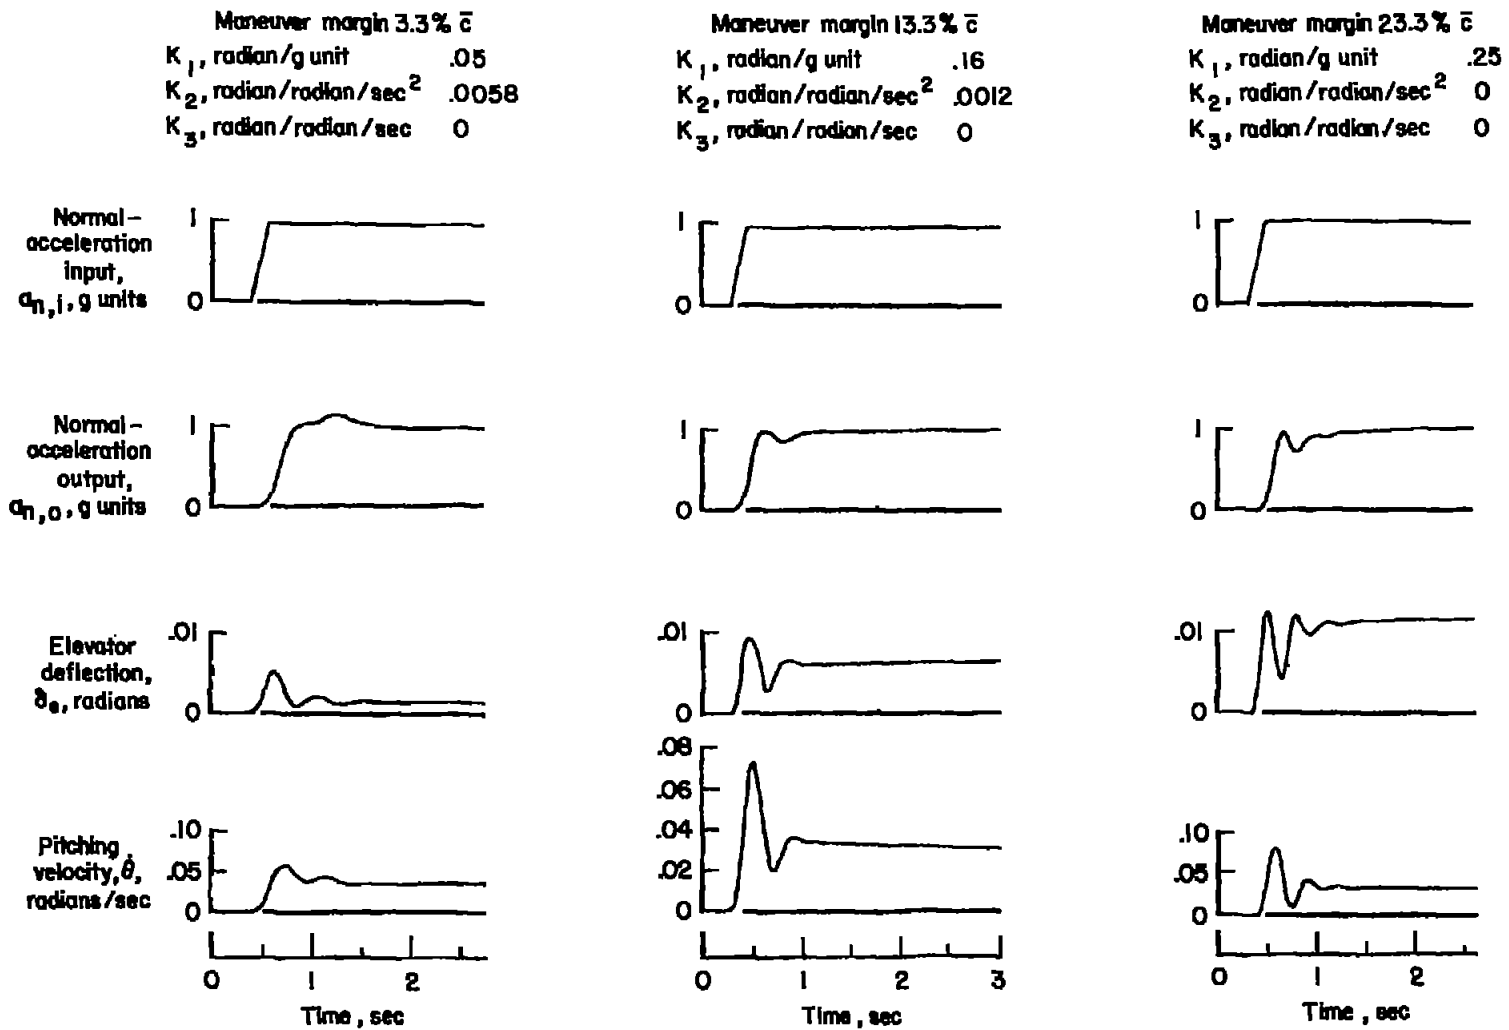 Maneuver margin 3.3% c̄
K1, radian/g unit .05
K2, radian/radian/sec2 .0058
K3, radian/radian/sec 0
Maneuver margin 13.3% c̄
K1, radian/g unit .16
K2, radian/radian/sec2 .0012
K3, radian/radian/sec 0
Maneuver margin 23.3% c̄
K1, radian/g unit .25
K2, radian/radian/sec2 0
K3, radian/radian/sec 0
Normal-
acceleration
input,
an,i, g units
1
0
1
0
1
0
Normal-
acceleration
output,
an,o, g units
1
0
1
0
1
0
Elevator
deflection,
δe, radians
.01
0
.01
0
.01
0
Pitching
velocity, θ̇,
radians/sec
.10
.05
0
.08
.06
.04
.02
0
.10
.05
0
0 1 2
Time, sec
0 1 2 3
Time, sec
0 1 2
Time, sec